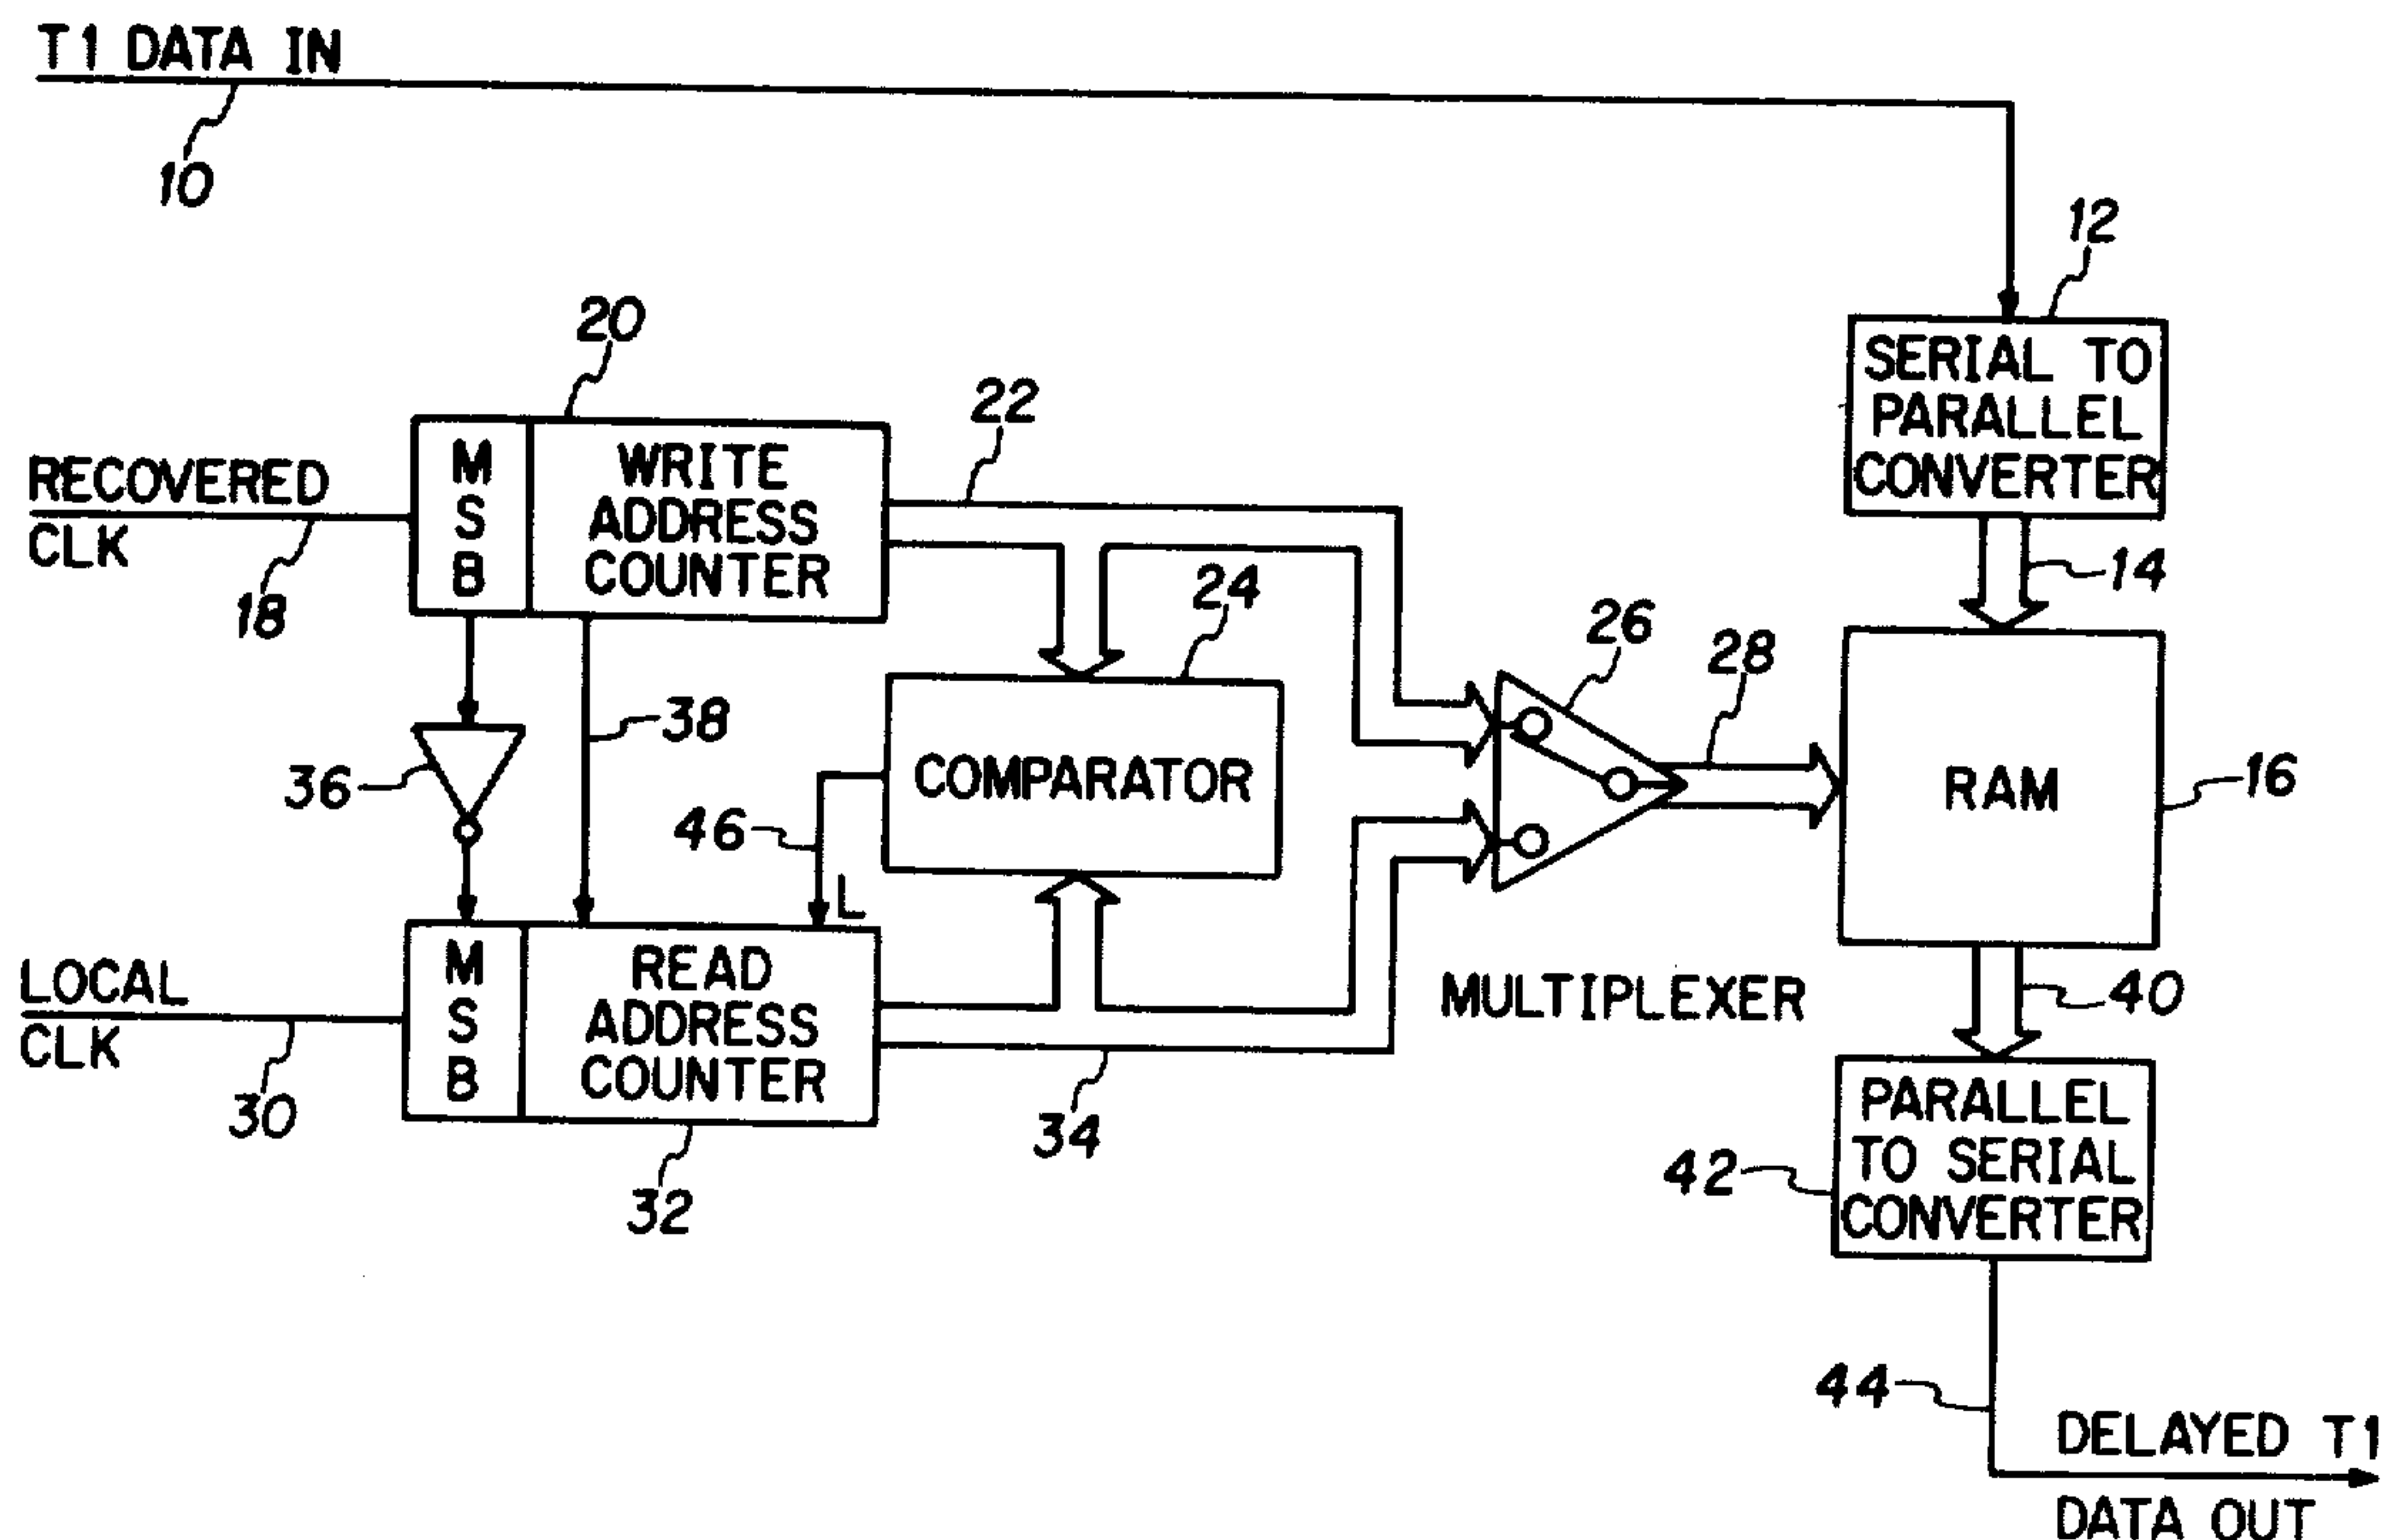 T1 DATA IN
10
12
SERIAL TO
PARALLEL
CONVERTER
14
20
22
M
S
B
WRITE
ADDRESS
COUNTER
RECOVERED
CLK
18
24
26
28
38
36
COMPARATOR
46
L
RAM
16
MULTIPLEXER
40
M
S
B
READ
ADDRESS
COUNTER
LOCAL
CLK
30
32
34
PARALLEL
TO SERIAL
CONVERTER
42
44
DELAYED T1
DATA OUT